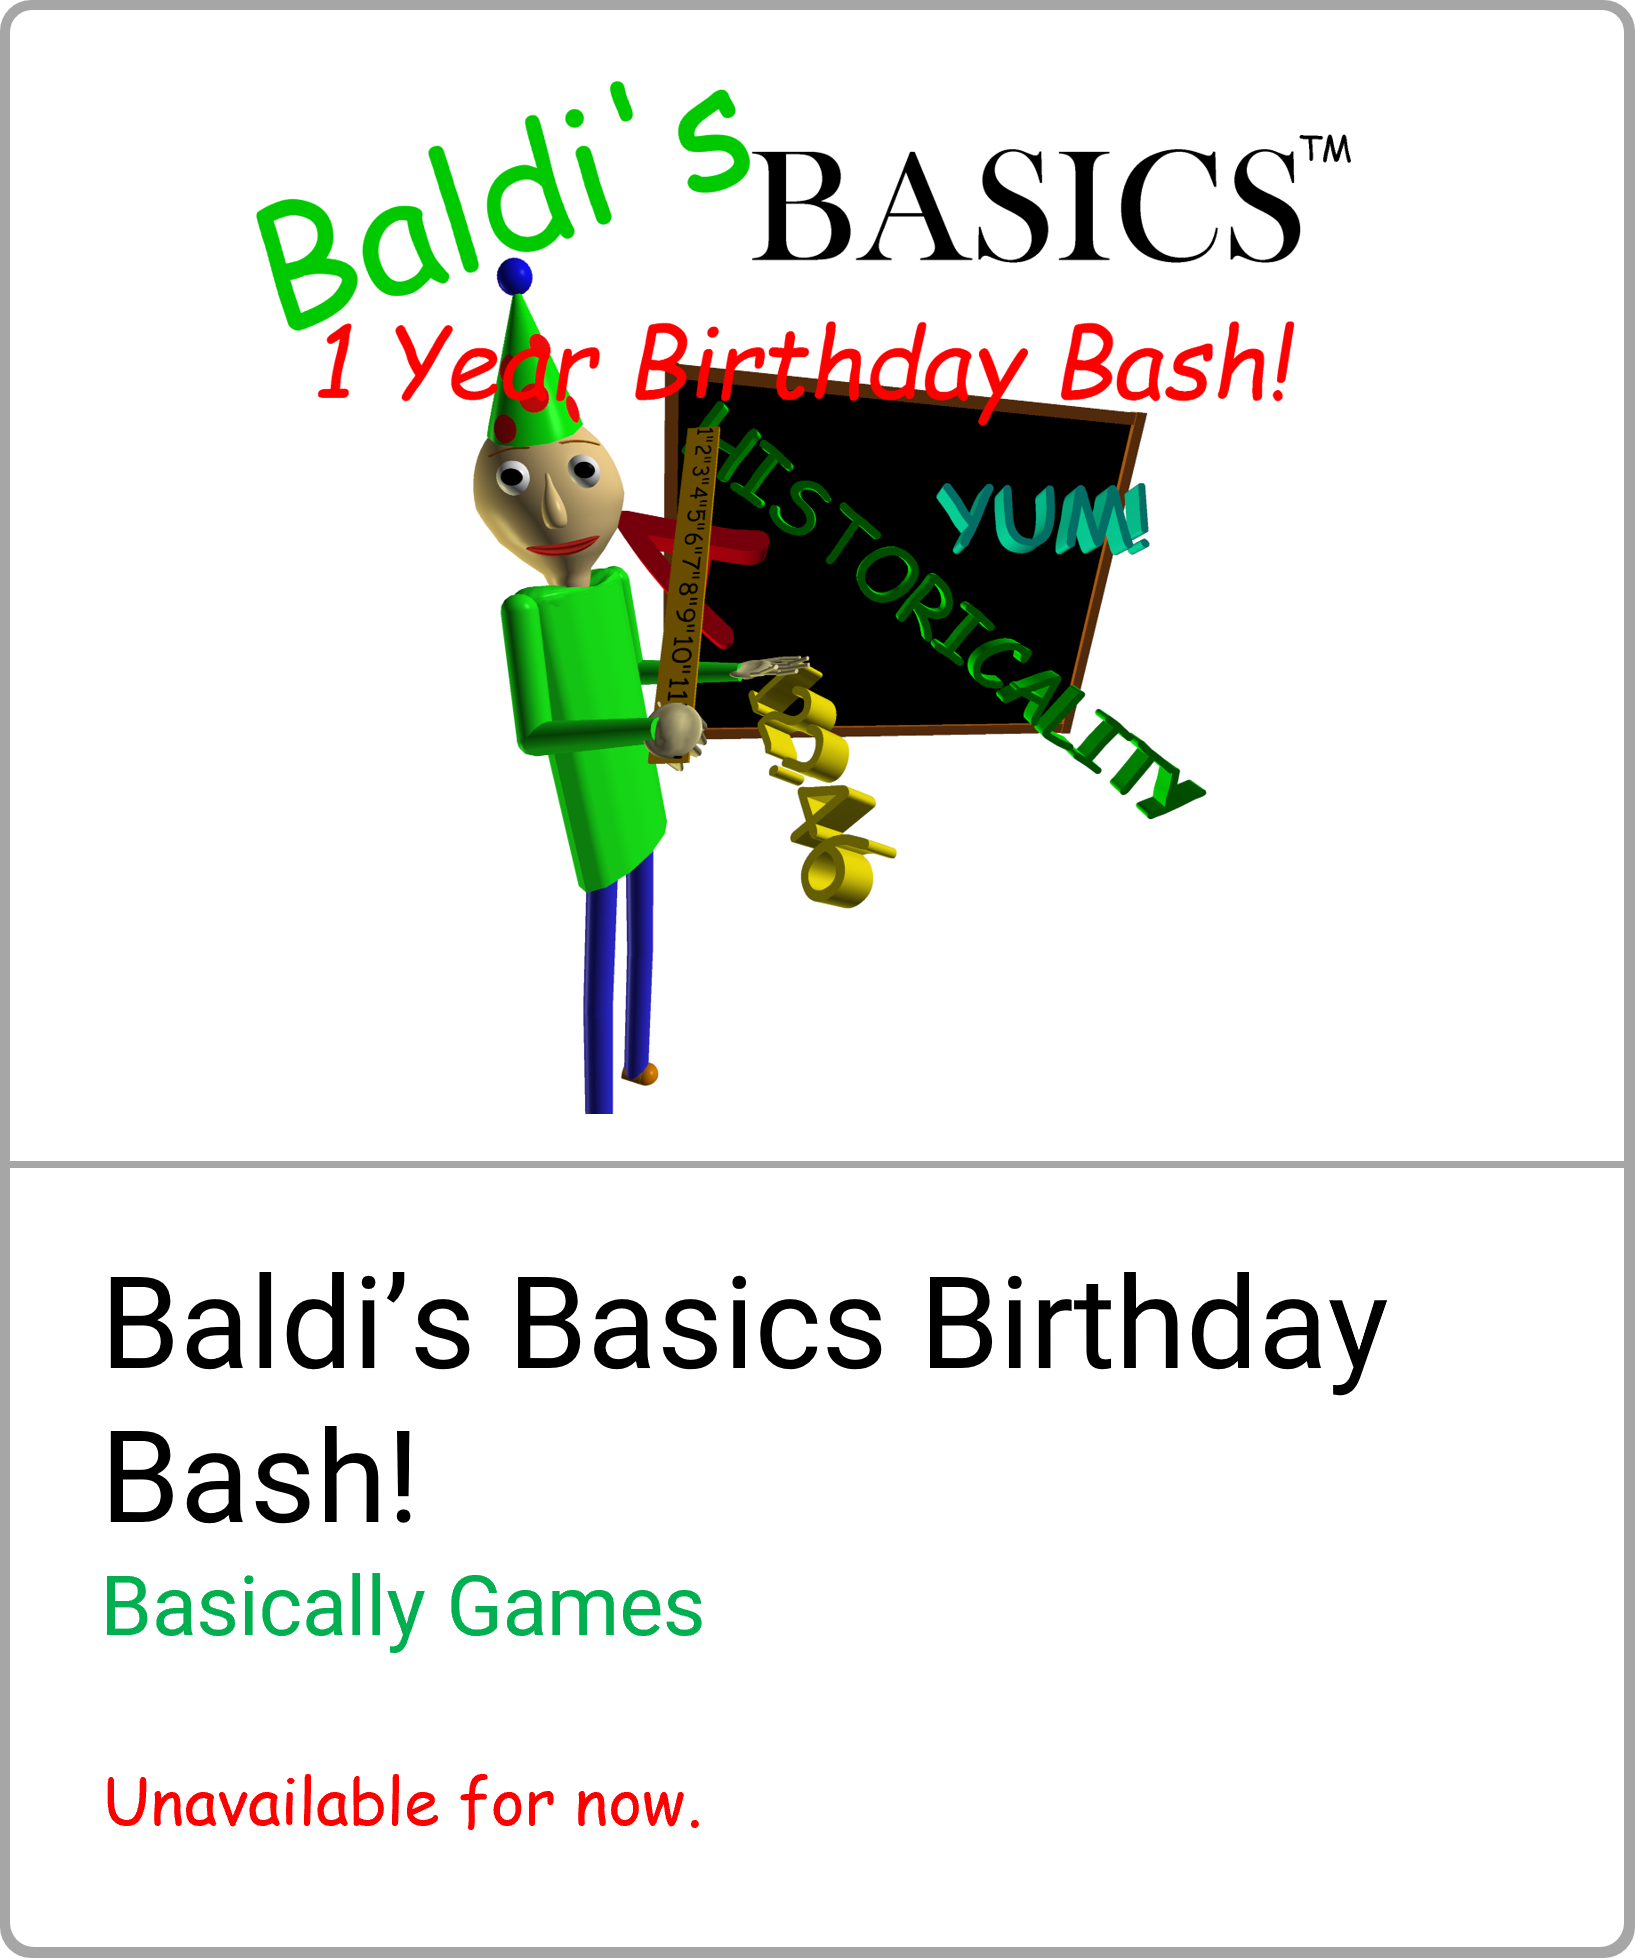 Baldi's BASICS™
1 Year Birthday Bash!
HISTORICALITY
YUM!
1" 2" 3" 4" 5" 6" 7" 8" 9" 10" 11
Baldi’s Basics Birthday
Bash!
Basically Games
Unavailable for now.